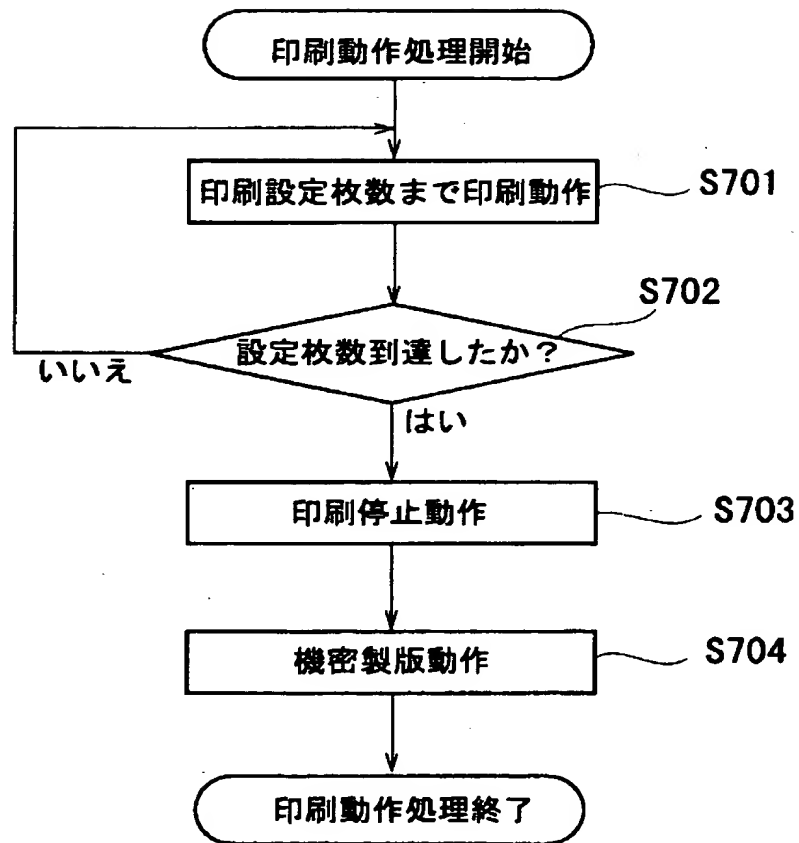 印刷動作処理開始
印刷設定枚数まで印刷動作
S701
S702
設定枚数到達したか？
いいえ
はい
印刷停止動作
S703
機密製版動作
S704
印刷動作処理終了